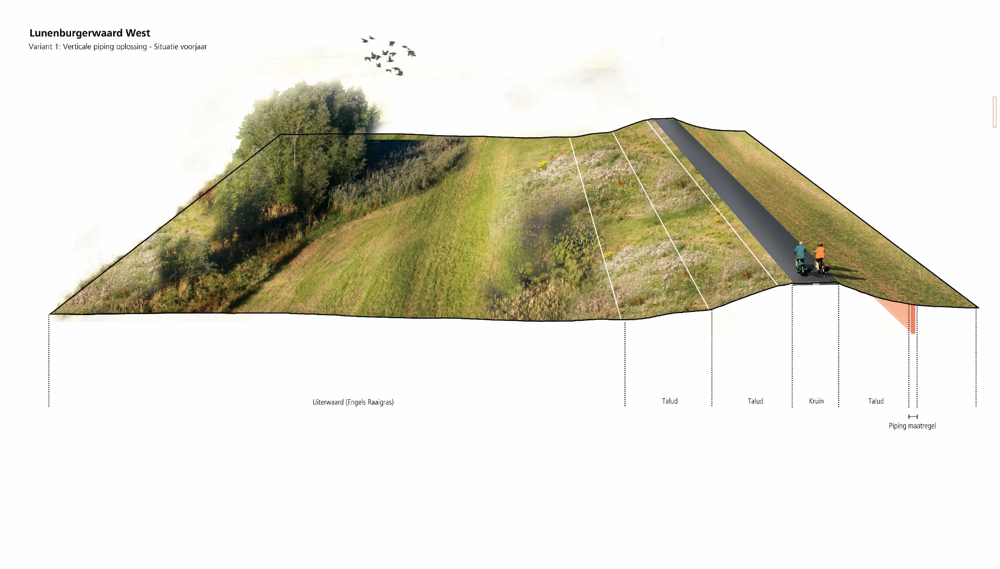 Lunenburgerwaard West
Variant 1: Verticale piping oplossing - Situatie voorjaar
Uiterwaard (Engels Raaigras)
Talud
Talud
Kruin
Talud
Piping maatregel